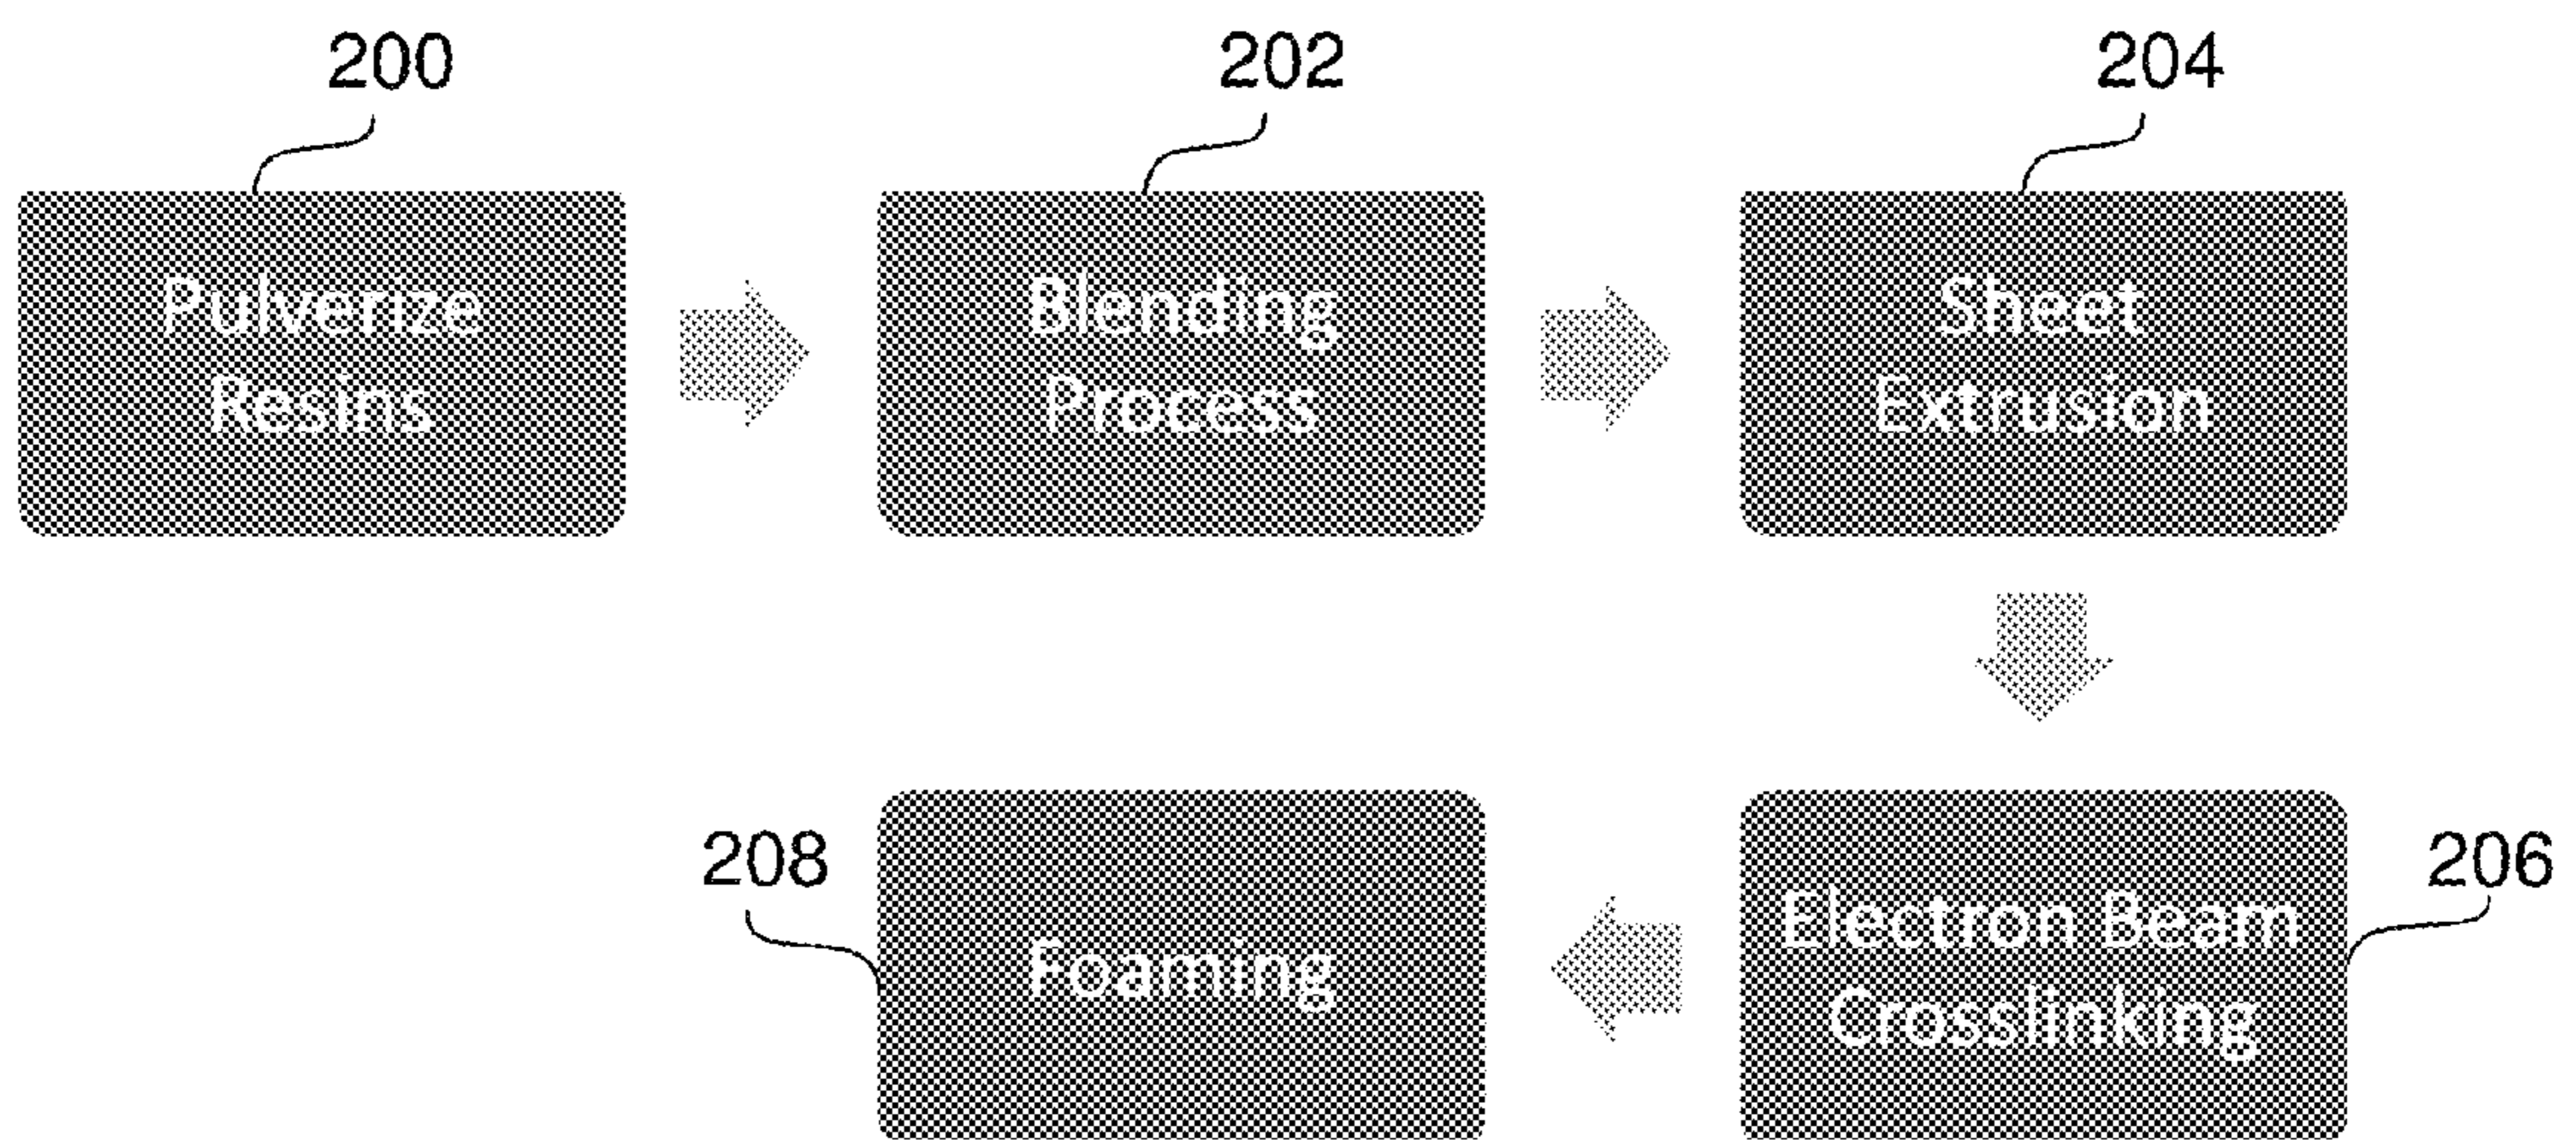 200
202
204
Pulverize
Resins
Blending
Process
Sheet
Extrusion
208
Foaming
Electron Beam
Crosslinking
206